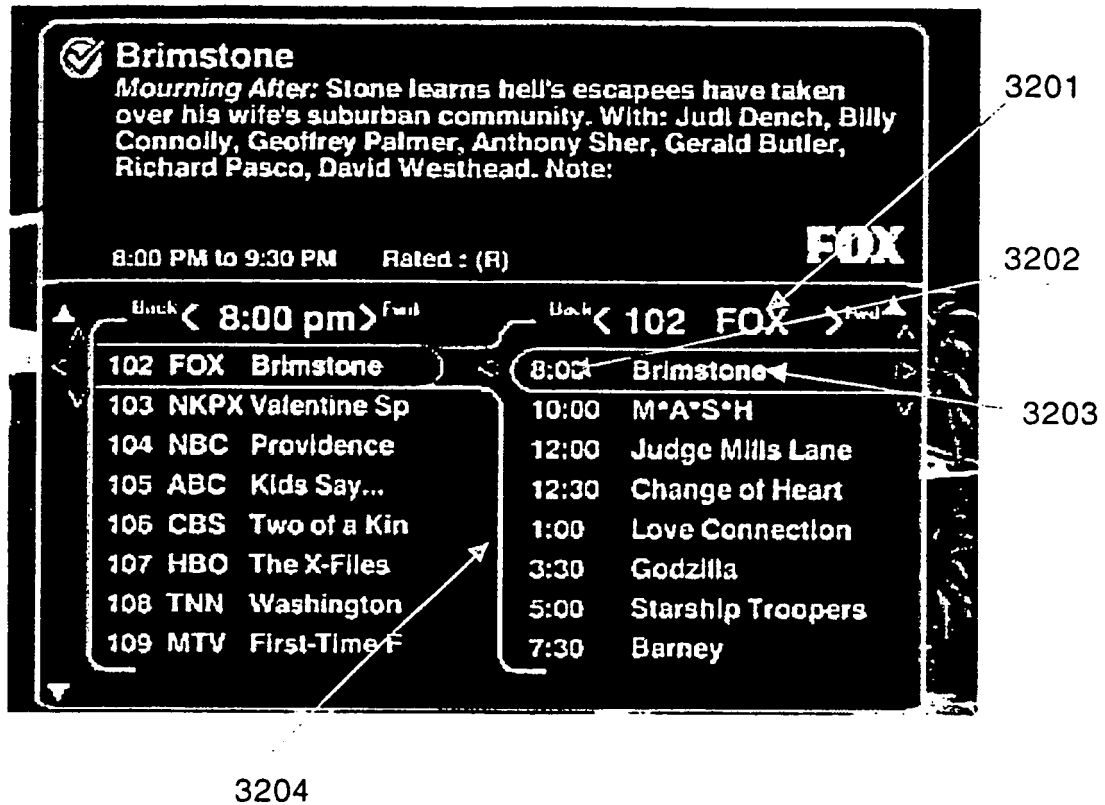 Brimstone
Mourning After: Stone learns hell's escapees have taken
over his wife's suburban community. With: Judi Dench, Billy
Connolly, Geoffrey Palmer, Anthony Sher, Gerald Butler,
Richard Pasco, David Westhead. Note:
8:00 PM to 9:30 PM Rated : (R)
FOX
Back < 8:00 pm > Fwd
102 FOX Brimstone
103 NKPX Valentine Sp
104 NBC Providence
105 ABC Kids Say...
106 CBS Two of a Kin
107 HBO The X-Files
108 TNN Washington
109 MTV First-Time F
Back < 102 FOX > Fwd
8:00 Brimstone
10:00 M*A*S*H
12:00 Judge Mills Lane
12:30 Change of Heart
1:00 Love Connection
3:30 Godzilla
5:00 Starship Troopers
7:30 Barney
3201
3202
3203
3204